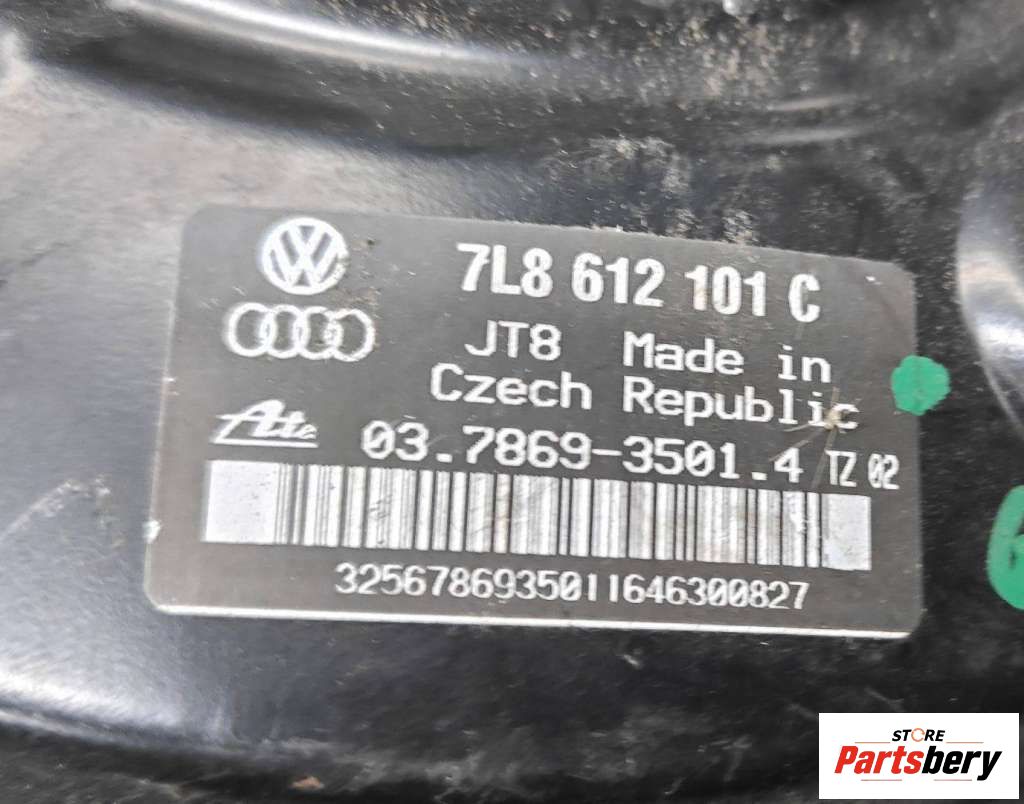 7L8 612 101 C
JT8 Made in
Czech Republic
Ate 03.7869-3501.4 TZ 02
3256786935011646300827
STORE
Partsbery